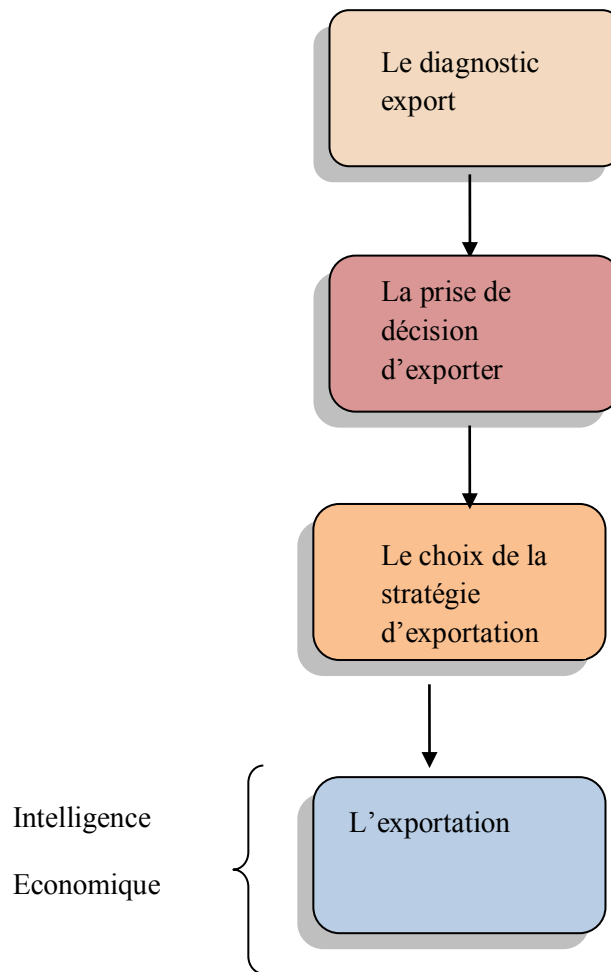 Le diagnostic
export
La prise de
décision
d’exporter
Le choix de la
stratégie
d’exportation
Intelligence
Economique
L’exportation